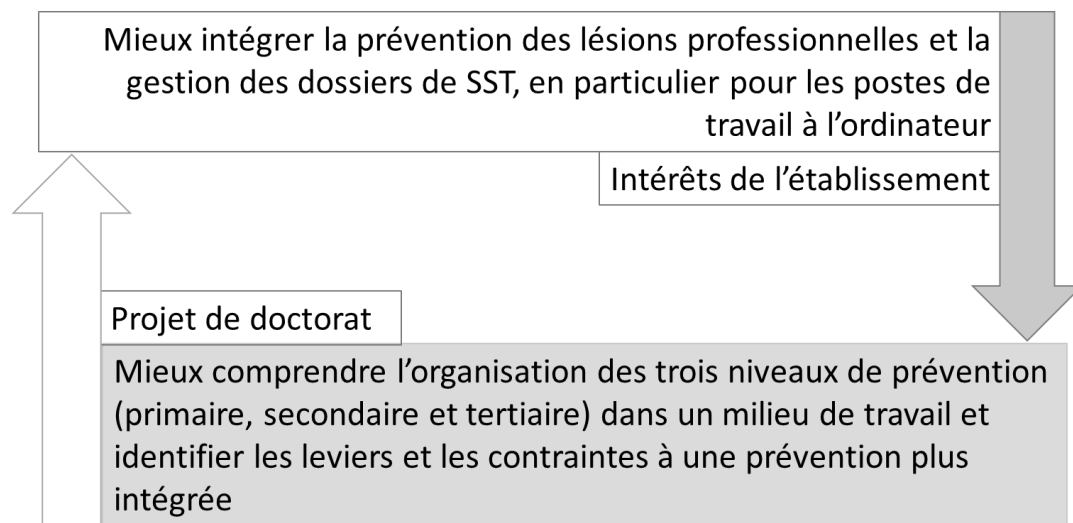 Mieux intégrer la prévention des lésions professionnelles et la
gestion des dossiers de SST, en particulier pour les postes de
travail à l’ordinateur
Intérêts de l’établissement
Projet de doctorat
Mieux comprendre l’organisation des trois niveaux de prévention
(primaire, secondaire et tertiaire) dans un milieu de travail et
identifier les leviers et les contraintes à une prévention plus
intégrée